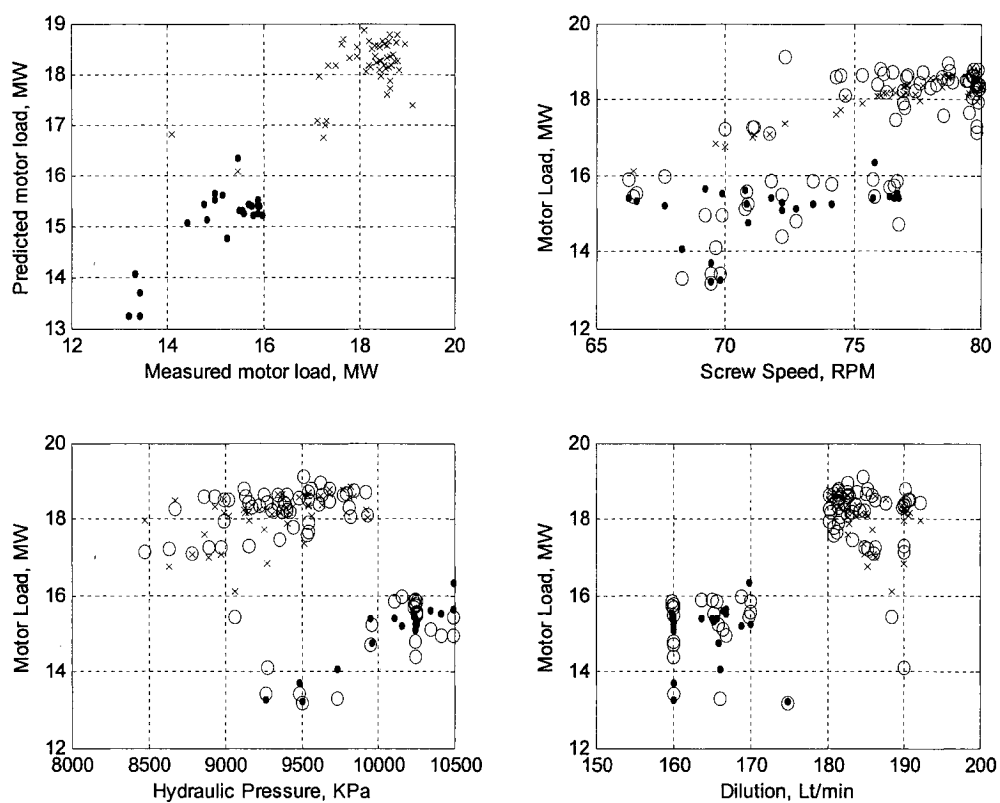 19
18
17
16
15
14
13
12 14 16 18 20
Predicted motor load, MW
Measured motor load, MW
20
18
16
14
12
65 70 75 80
Motor Load, MW
Screw Speed, RPM
20
18
16
14
12
8000 8500 9000 9500 10000 10500
Motor Load, MW
Hydraulic Pressure, KPa
20
18
16
14
12
150 160 170 180 190 200
Motor Load, MW
Dilution, Lt/min